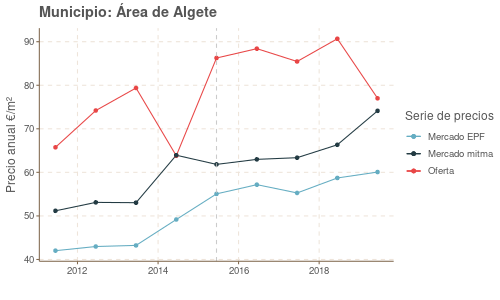 Municipio: Área de Algete
Precio anual €/m²
90
80
70
60
50
40
2012
2014
2016
2018
Serie de precios
Mercado EPF
Mercado mitma
Oferta